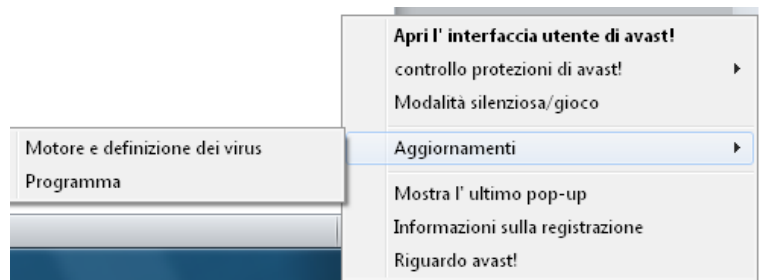 Apri l' interfaccia utente di avast!
controllo protezioni di avast!
Modalità silenziosa/gioco
Aggiornamenti
Motore e definizione dei virus
Programma
Mostra l' ultimo pop-up
Informazioni sulla registrazione
Riguardo avast!